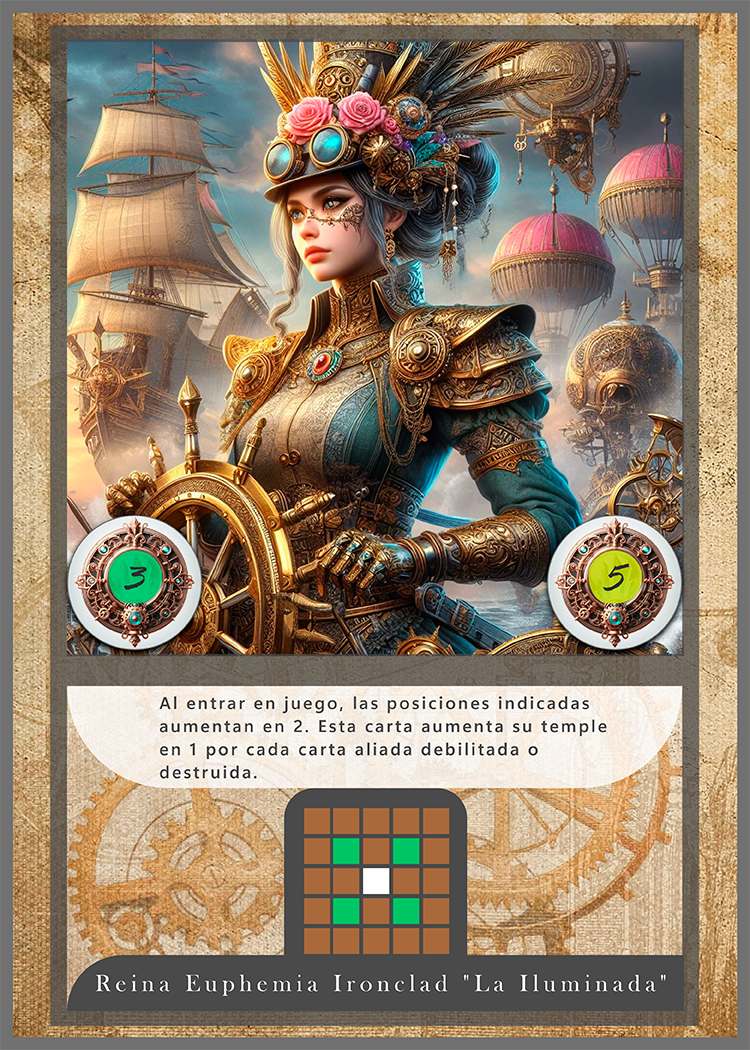 3
5
Al entrar en juego, las posiciones indicadas
aumentan en 2. Esta carta aumenta su temple
en 1 por cada carta aliada debilitada o
destruida.
Reina Euphemia Ironclad "La Iluminada"